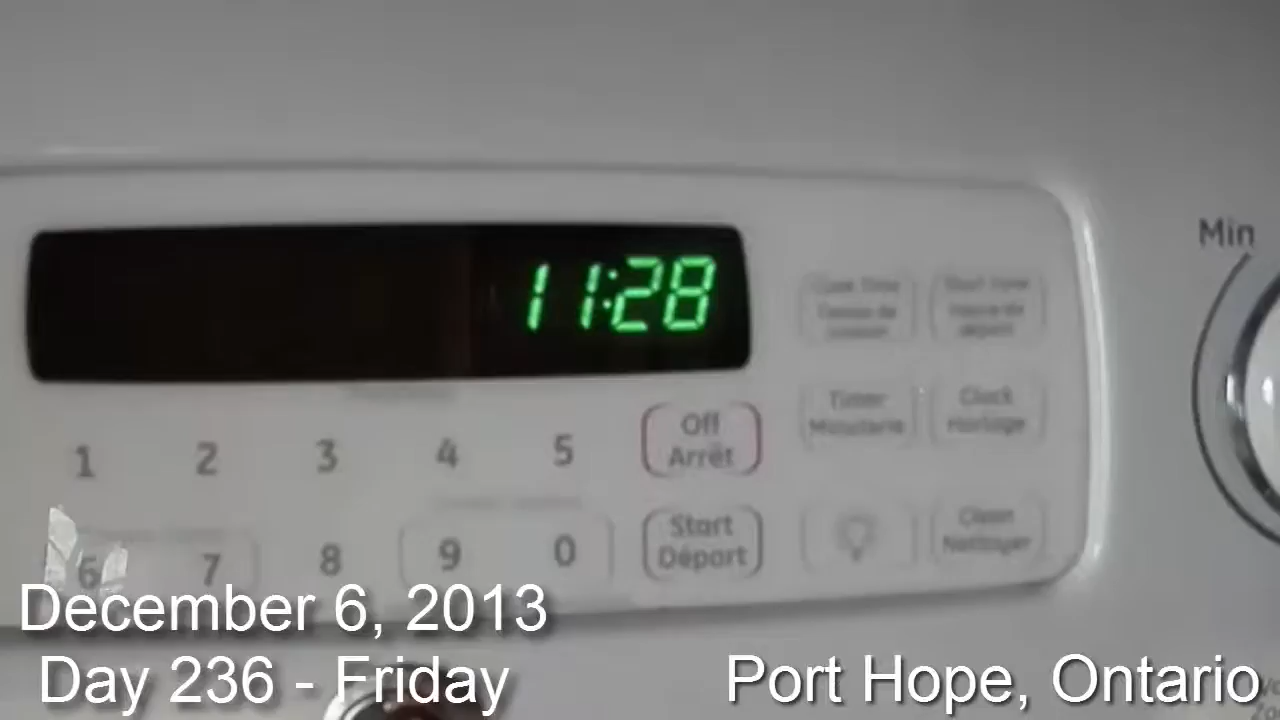 11:28
Min
Timer
Minuterie
Clock
Horloge
Off
Arrêt
1 2 3 4 5
Start
Départ
Clean
Nettoyer
6 7 8 9 0
December 6, 2013
Day 236 - Friday
Port Hope, Ontario